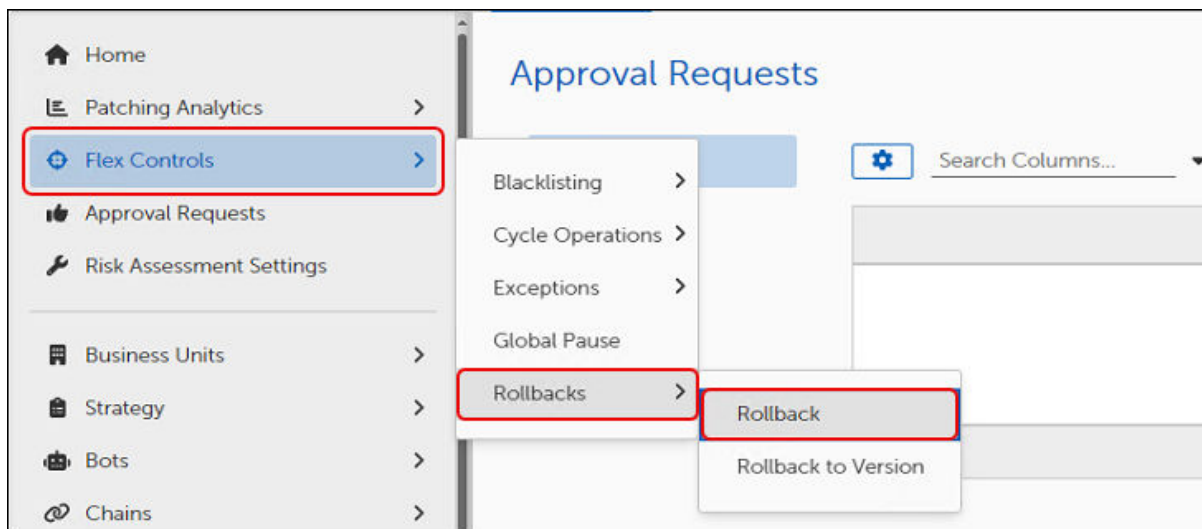 Home
Patching Analytics
Flex Controls
Approval Requests
Risk Assessment Settings
Business Units
Strategy
Bots
Chains
Blacklisting
Cycle Operations
Exceptions
Global Pause
Rollbacks
Rollback
Rollback to Version
Approval Requests
Search Columns...